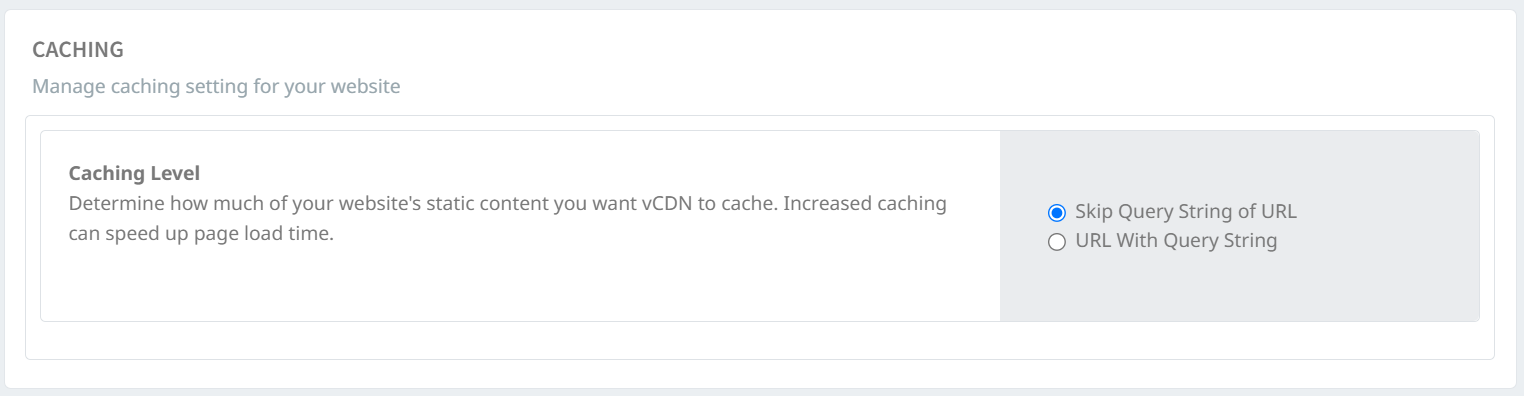 CACHING
Manage caching setting for your website
Caching Level
Determine how much of your website's static content you want vCDN to cache. Increased caching
can speed up page load time.
Skip Query String of URL
URL With Query String